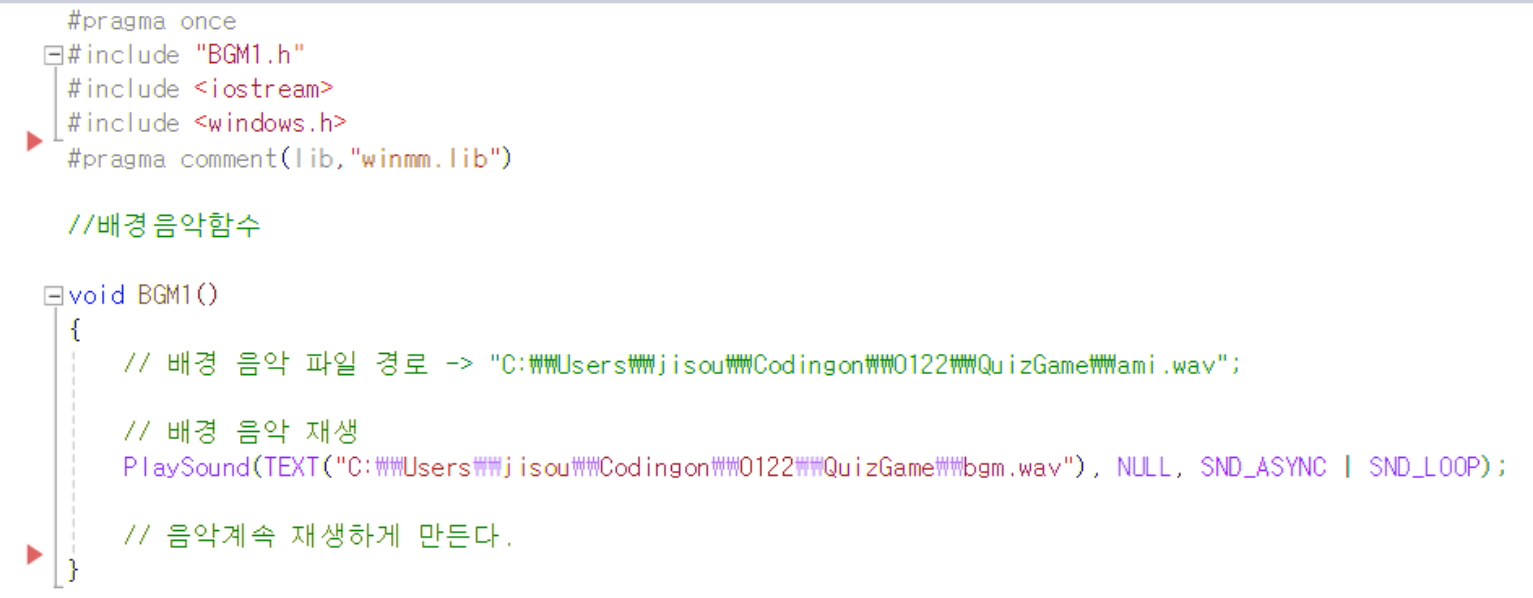 #pragma once
#include "BGM1.h"
#include <iostream>
#include <windows.h>
#pragma comment(lib,"winmm.lib")
//배경음악함수
void BGM1()
{
// 배경 음악 파일 경로 -> "C:\\Users\\jisou\\Codingon\\0122\\QuizGame\\ami.wav";
// 배경 음악 재생
PlaySound(TEXT("C:\\Users\\jisou\\Codingon\\0122\\QuizGame\\bgm.wav"), NULL, SND_ASYNC | SND_LOOP);
// 음악계속 재생하게 만든다.
}